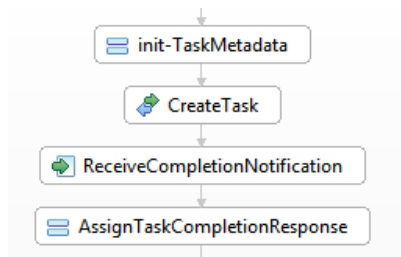 init-TaskMetadata
CreateTask
ReceiveCompletionNotification
AssignTaskCompletionResponse